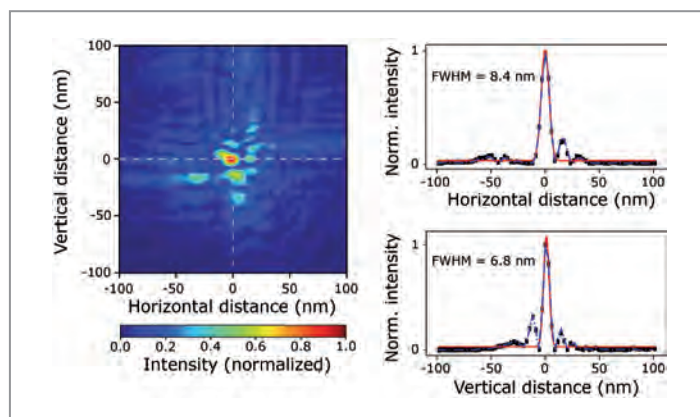 100
50
0
-50
-100
Vertical distance (nm)
-100 -50 0 50 100
Horizontal distance (nm)
0.0 0.2 0.4 0.6 0.8 1.0
Intensity (normalized)
1
0
Norm. intensity
FWHM = 8.4 nm
-100 -50 0 50 100
Horizontal distance (nm)
1
0
Norm. intensity
FWHM = 6.8 nm
-100 -50 0 50 100
Vertical distance (nm)